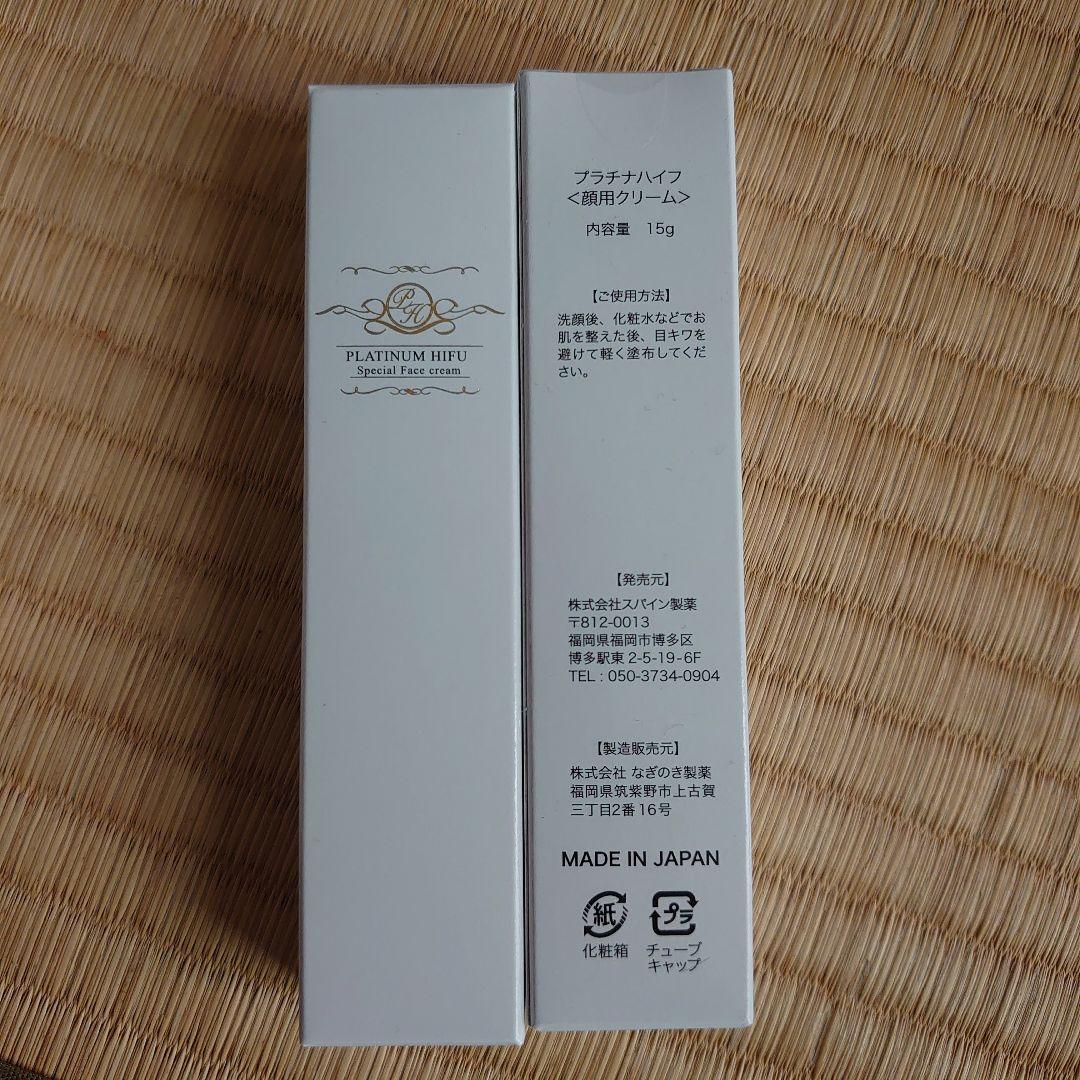 PH
PLATINUM HIFU
Special Face cream
プラチナハイフ
＜顔用クリーム＞
内容量 15g
【ご使用方法】
洗顔後、化粧水などでお
肌を整えた後、目キワを
避けて軽く塗布してくだ
さい。
【発売元】
株式会社スパイン製薬
〒812-0013
福岡県福岡市博多区
博多駅東 2-5-19-6F
TEL : 050-3734-0904
【製造販売元】
株式会社 なぎのき製薬
福岡県筑紫野市上古賀
三丁目2番16号
MADE IN JAPAN
紙 プラ
化粧箱 チューブ
キャップ